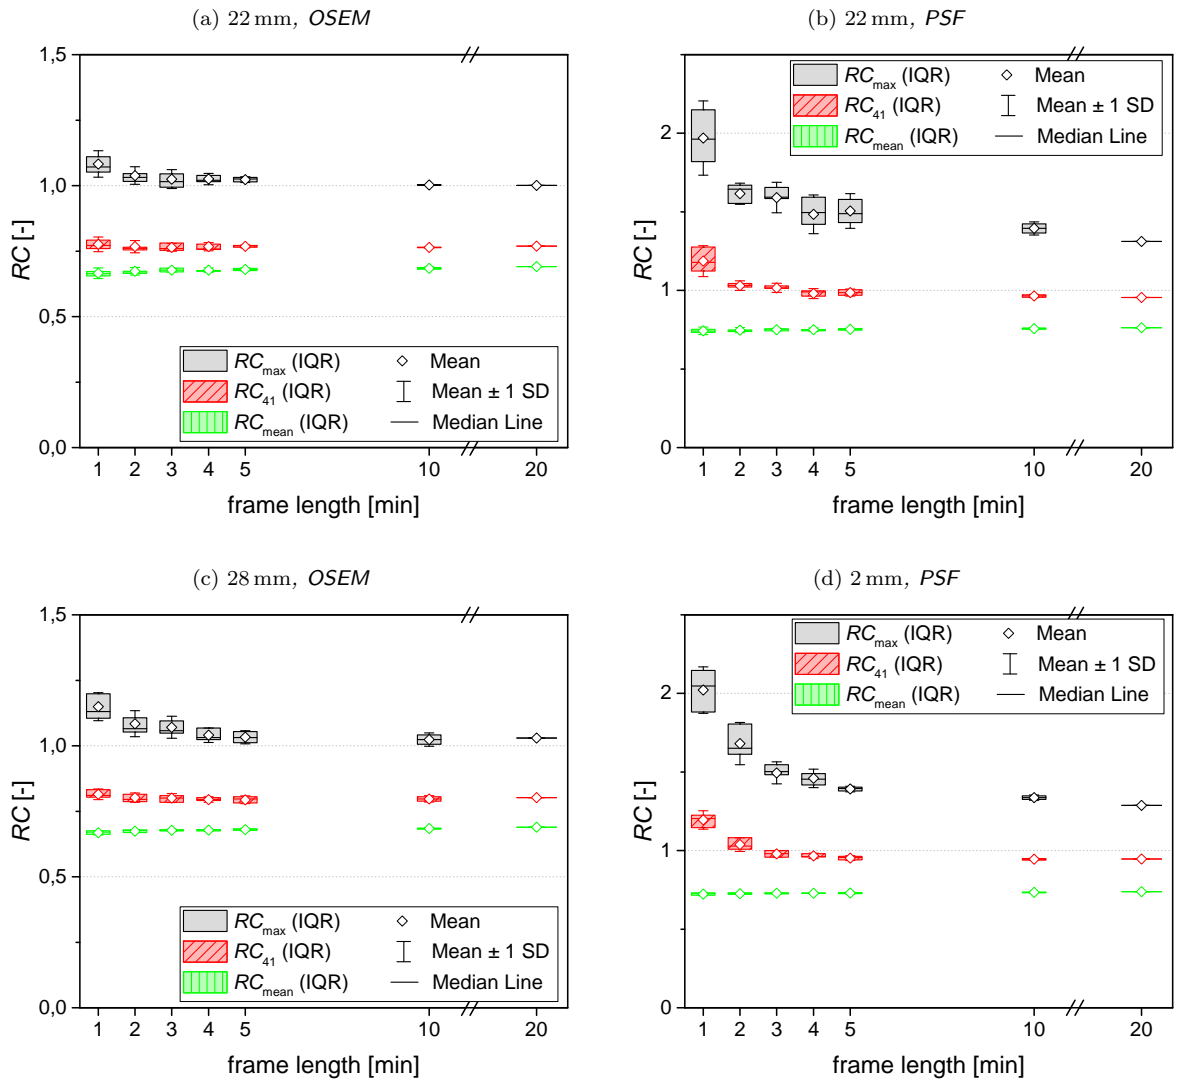 (a) 22 mm, OSEM
1,5
1,0
0,5
0,0
RC [-]
RCmax (IQR)
Mean
RC41 (IQR)
Mean ± 1 SD
RCmean (IQR)
Median Line
1 2 3 4 5 10 20
frame length [min]
(b) 22 mm, PSF
2
1
0
RC [-]
RCmax (IQR)
Mean
RC41 (IQR)
Mean ± 1 SD
RCmean (IQR)
Median Line
1 2 3 4 5 10 20
frame length [min]
(c) 28 mm, OSEM
1,5
1,0
0,5
0,0
RC [-]
RCmax (IQR)
Mean
RC41 (IQR)
Mean ± 1 SD
RCmean (IQR)
Median Line
1 2 3 4 5 10 20
frame length [min]
(d) 2 mm, PSF
2
1
0
RC [-]
RCmax (IQR)
Mean
RC41 (IQR)
Mean ± 1 SD
RCmean (IQR)
Median Line
1 2 3 4 5 10 20
frame length [min]